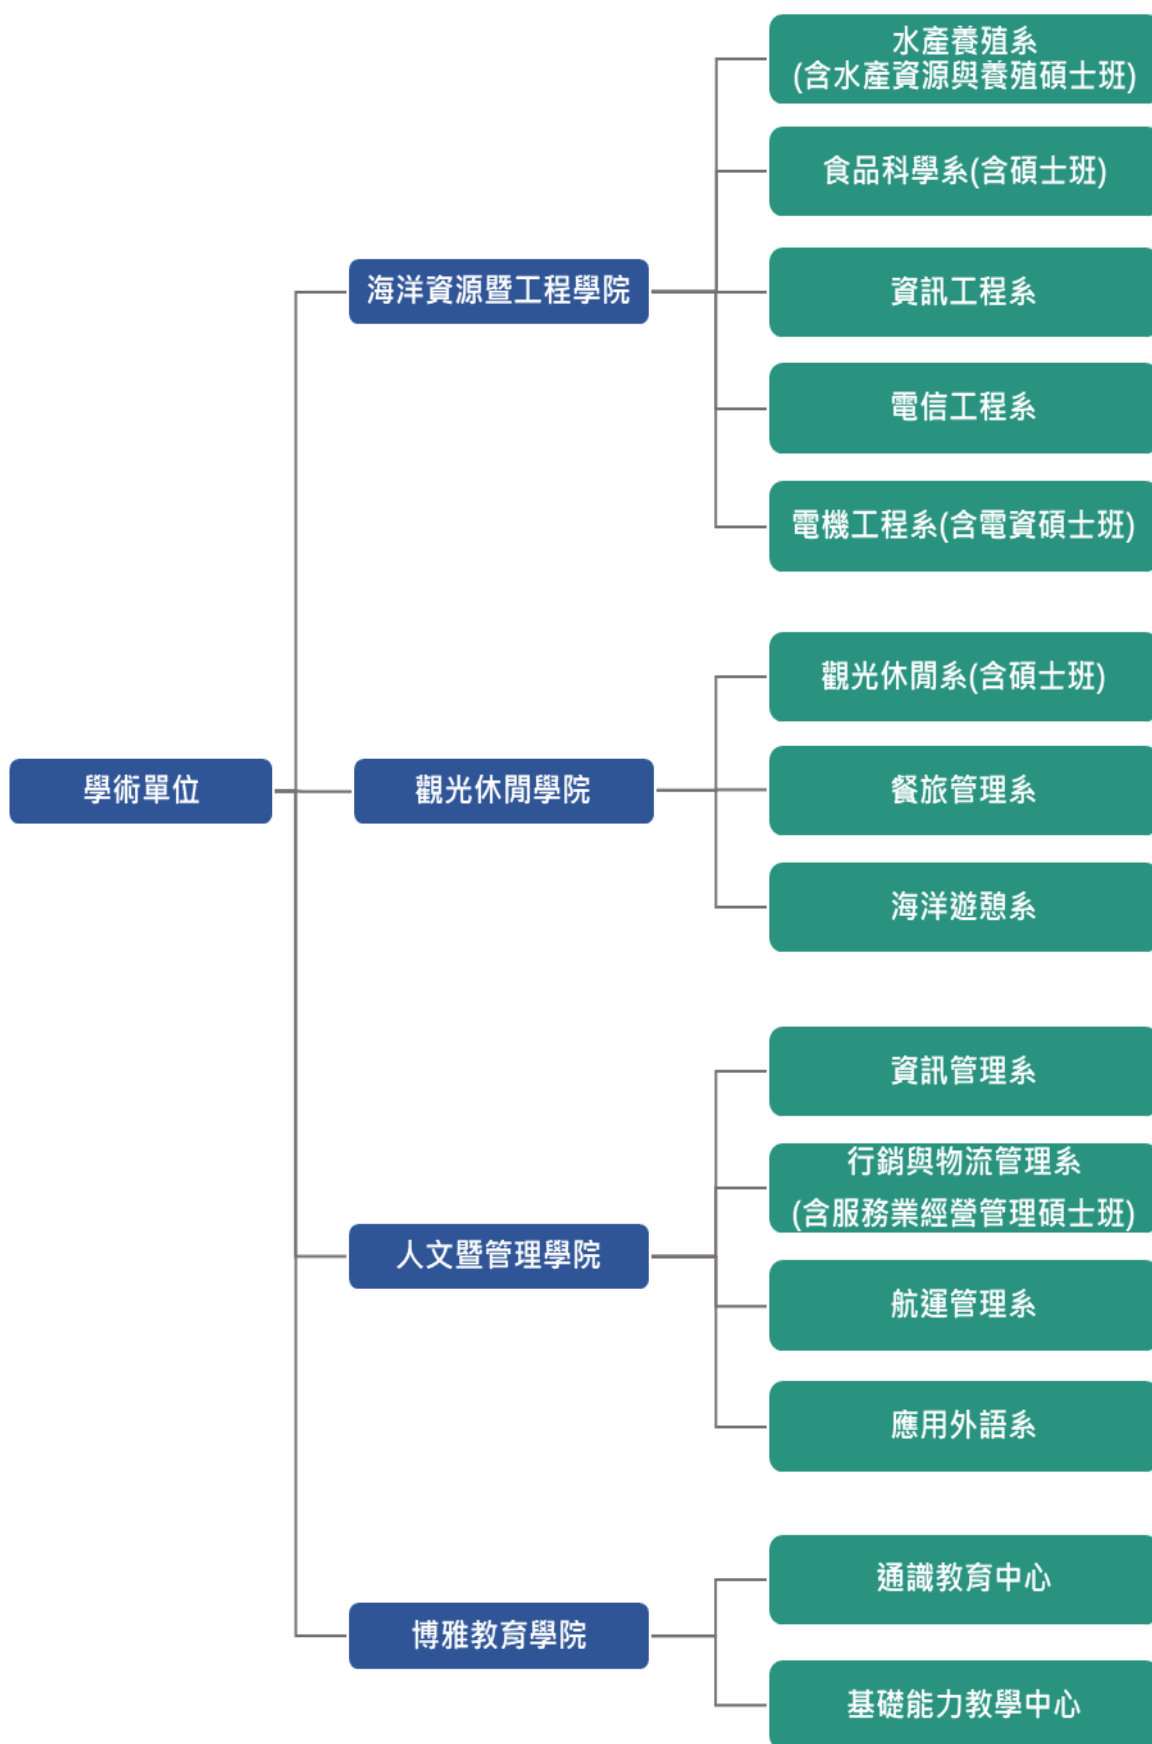 學術單位
海洋資源暨工程學院
水產養殖系
(含水產資源與養殖碩士班)
食品科學系(含碩士班)
資訊工程系
電信工程系
電機工程系(含電資碩士班)
觀光休閒學院
觀光休閒系(含碩士班)
餐旅管理系
海洋遊憩系
人文暨管理學院
資訊管理系
行銷與物流管理系
(含服務業經營管理碩士班)
航運管理系
應用外語系
博雅教育學院
通識教育中心
基礎能力教學中心